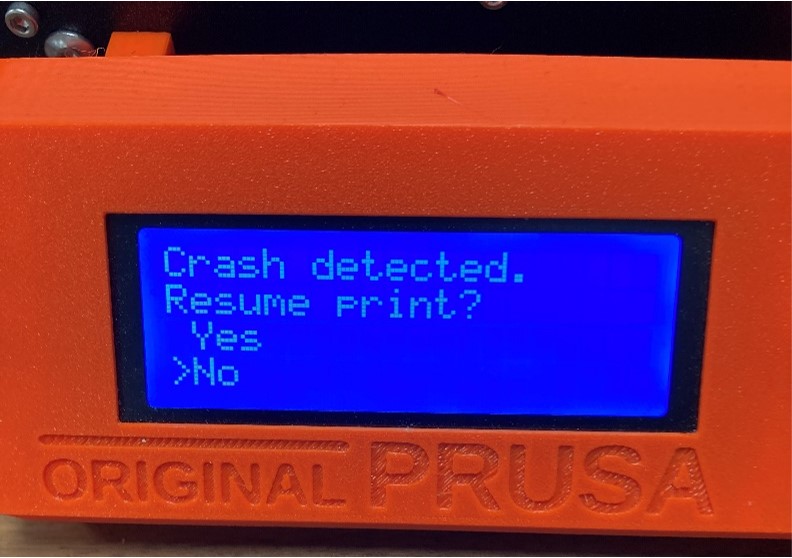 Crash detected.
Resume print?
Yes
>No
ORIGINAL PRUSA